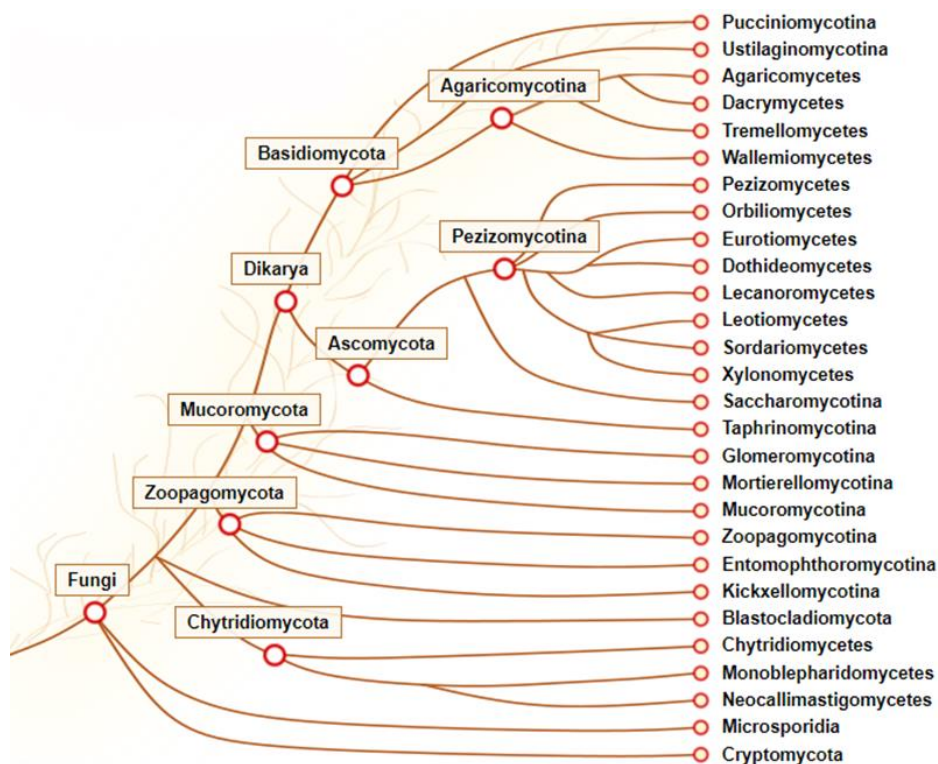 Pucciniomycotina
Ustilaginomycotina
Agaricomycotina
Agaricomycetes
Dacrymycetes
Tremellomycetes
Basidiomycota
Wallemiomycetes
Pezizomycetes
Orbiliomycetes
Pezizomycotina
Eurotiomycetes
Dikarya
Dothideomycetes
Lecanoromycetes
Leotiomycetes
Ascomycota
Sordariomycetes
Xylonomycetes
Saccharomycotina
Mucoromycota
Taphrinomycotina
Glomeromycotina
Mortierellomycotina
Zoopagomycota
Mucoromycotina
Zoopagomycotina
Entomophthoromycotina
Fungi
Kickxellomycotina
Blastocladiomycota
Chytridiomycota
Chytridiomycetes
Monoblepharidomycetes
Neocallimastigomycetes
Microsporidia
Cryptomycota